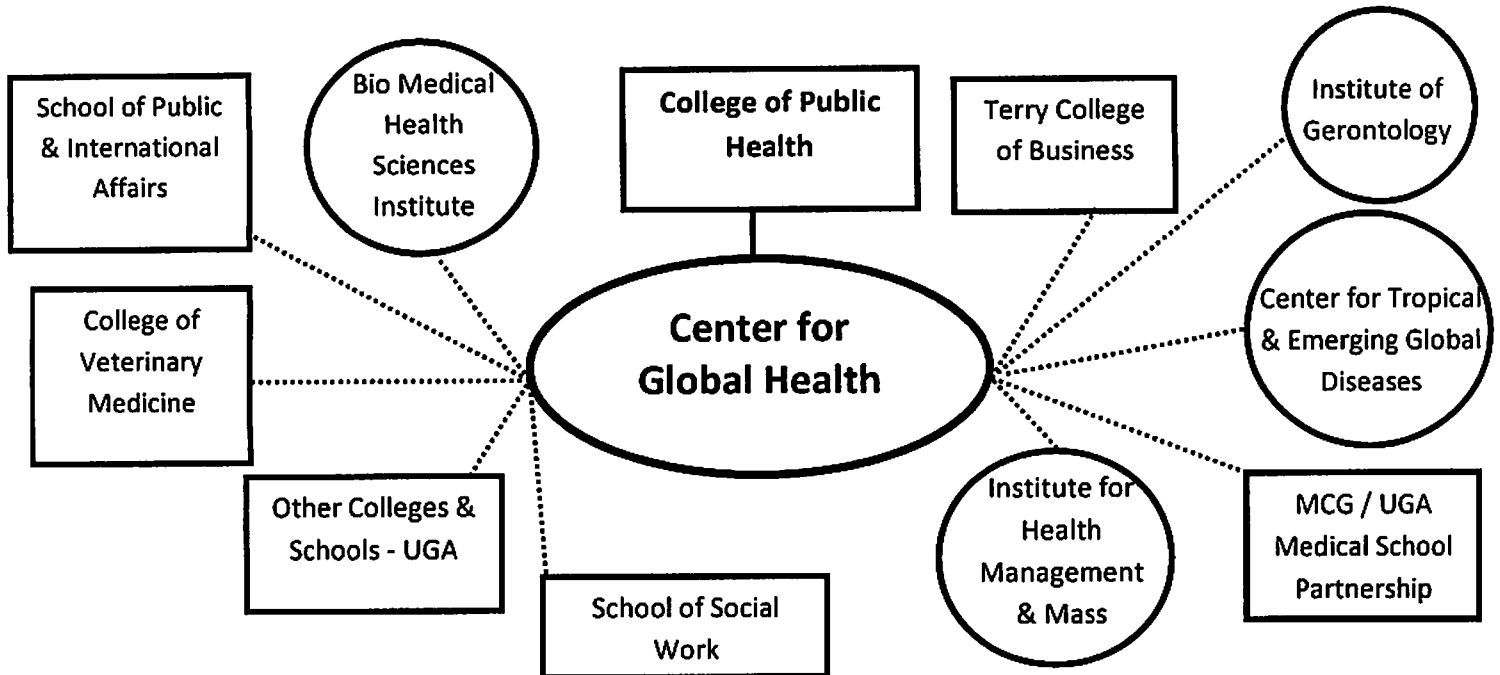 School of Public
& International
Affairs
Bio Medical
Health
Sciences
Institute
College of Public
Health
Terry College
of Business
Institute of
Gerontology
Center for Tropical
& Emerging Global
Diseases
College of
Veterinary
Medicine
Center for
Global Health
Other Colleges &
Schools - UGA
School of Social
Work
Institute for
Health
Management
& Mass
MCG / UGA
Medical School
Partnership